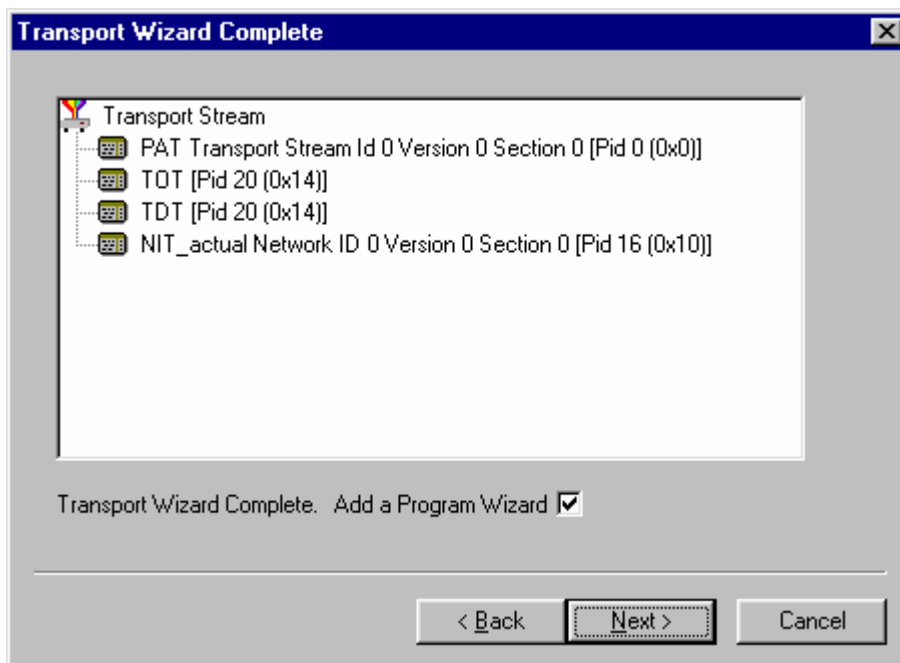 Transport Wizard Complete
Transport Stream
PAT Transport Stream Id 0 Version 0 Section 0 [Pid 0 (0x0)]
TOT [Pid 20 (0x14)]
TDT [Pid 20 (0x14)]
NIT_actual Network ID 0 Version 0 Section 0 [Pid 16 (0x10)]
Transport Wizard Complete. Add a Program Wizard
< Back Next > Cancel